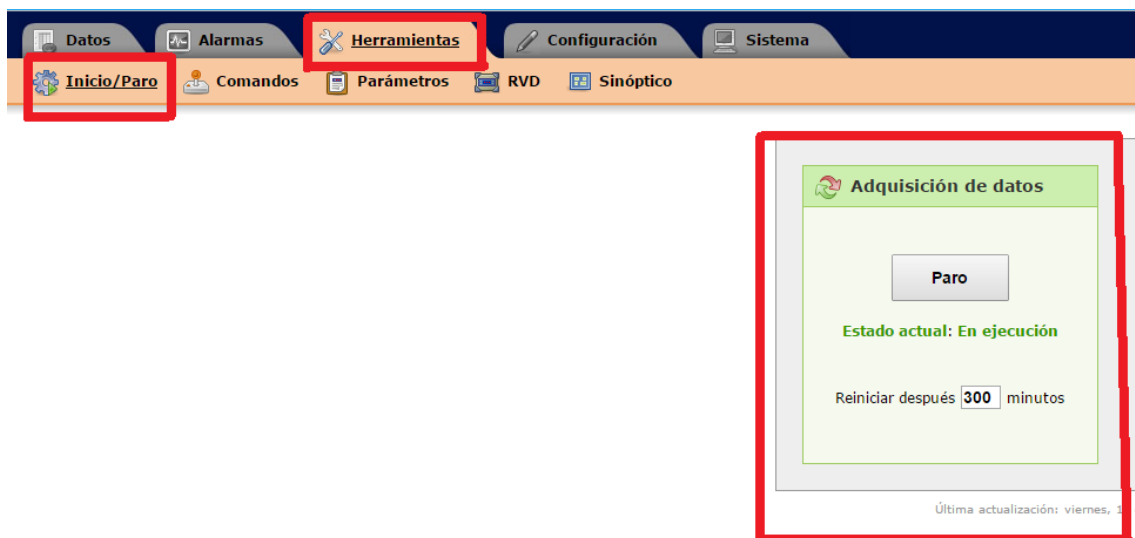 Datos Alarmas Herramientas Configuración Sistema
Inicio/Paro Comandos Parámetros RVD Sinóptico
Adquisición de datos
Paro
Estado actual: En ejecución
Reiniciar después 300 minutos
Última actualización: viernes,